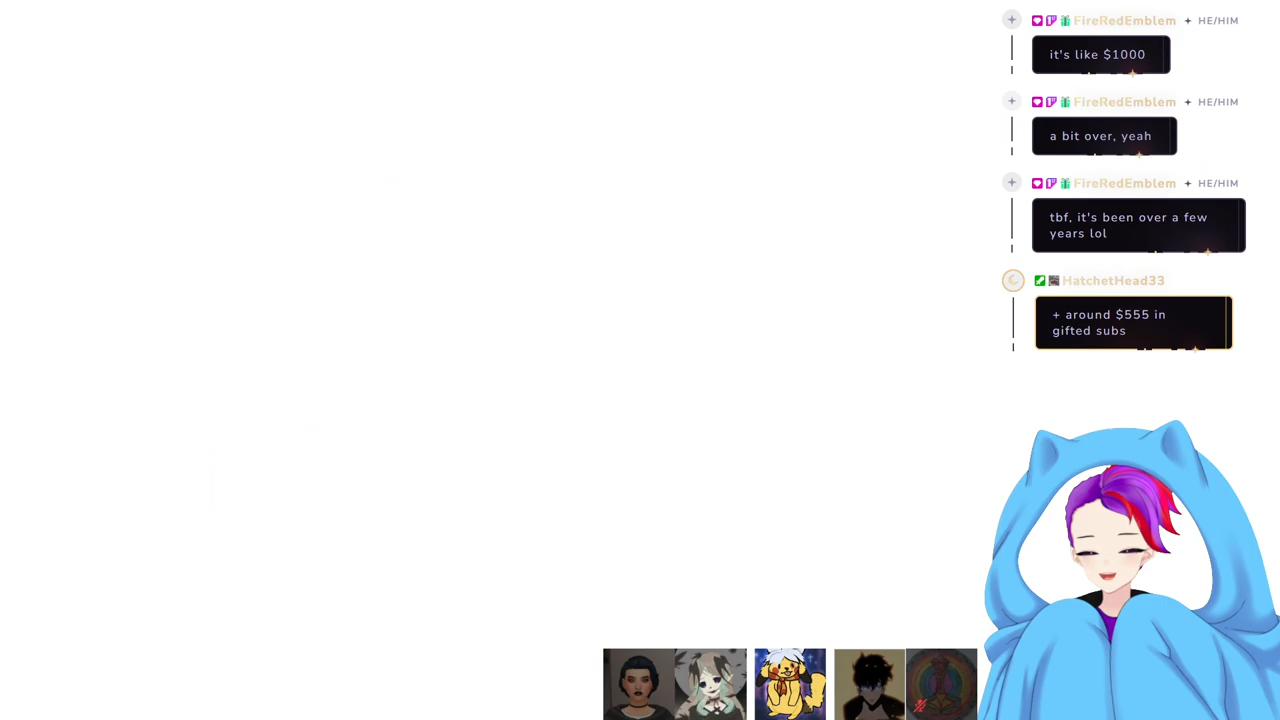 FireRedEmblem HE/HIM
it's like $1000
FireRedEmblem HE/HIM
a bit over, yeah
FireRedEmblem HE/HIM
tbf, it's been over a few
years lol
HatchetHead33
+ around $555 in
gifted subs